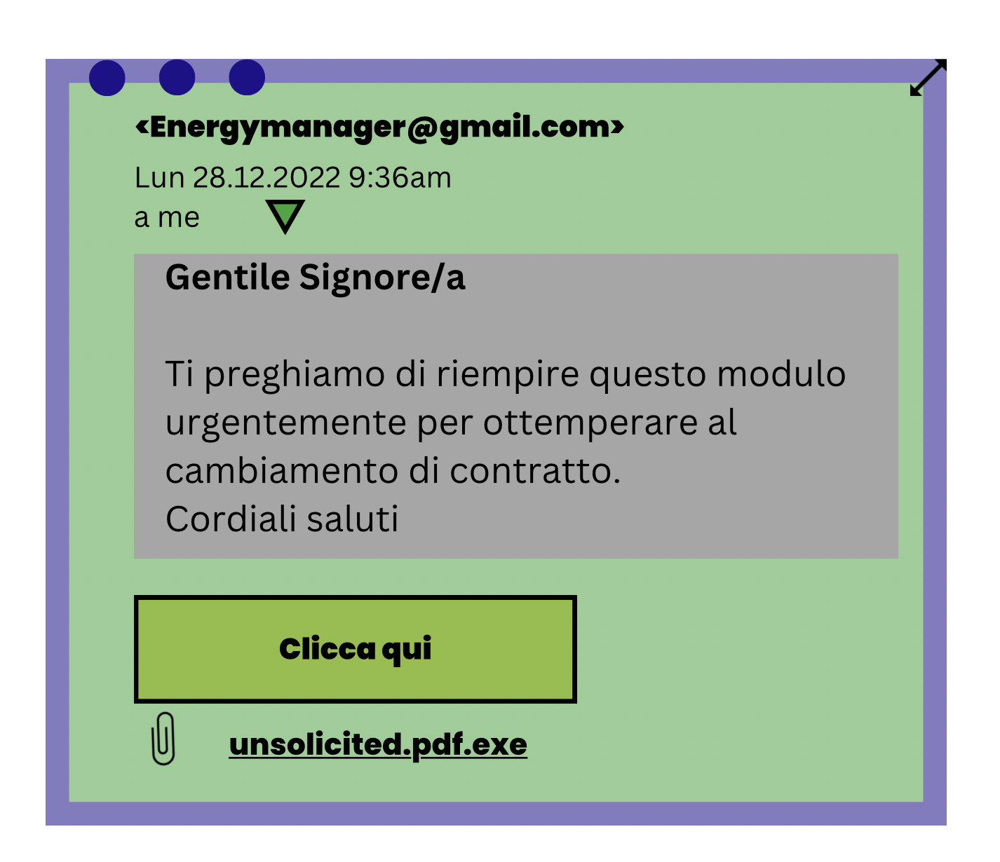 <Energymanager@gmail.com>
Lun 28.12.2022 9:36am
a me
Gentile Signore/a
Ti preghiamo di riempire questo modulo
urgentemente per ottemperare al
cambiamento di contratto.
Cordiali saluti
Clicca qui
unsolicited.pdf.exe